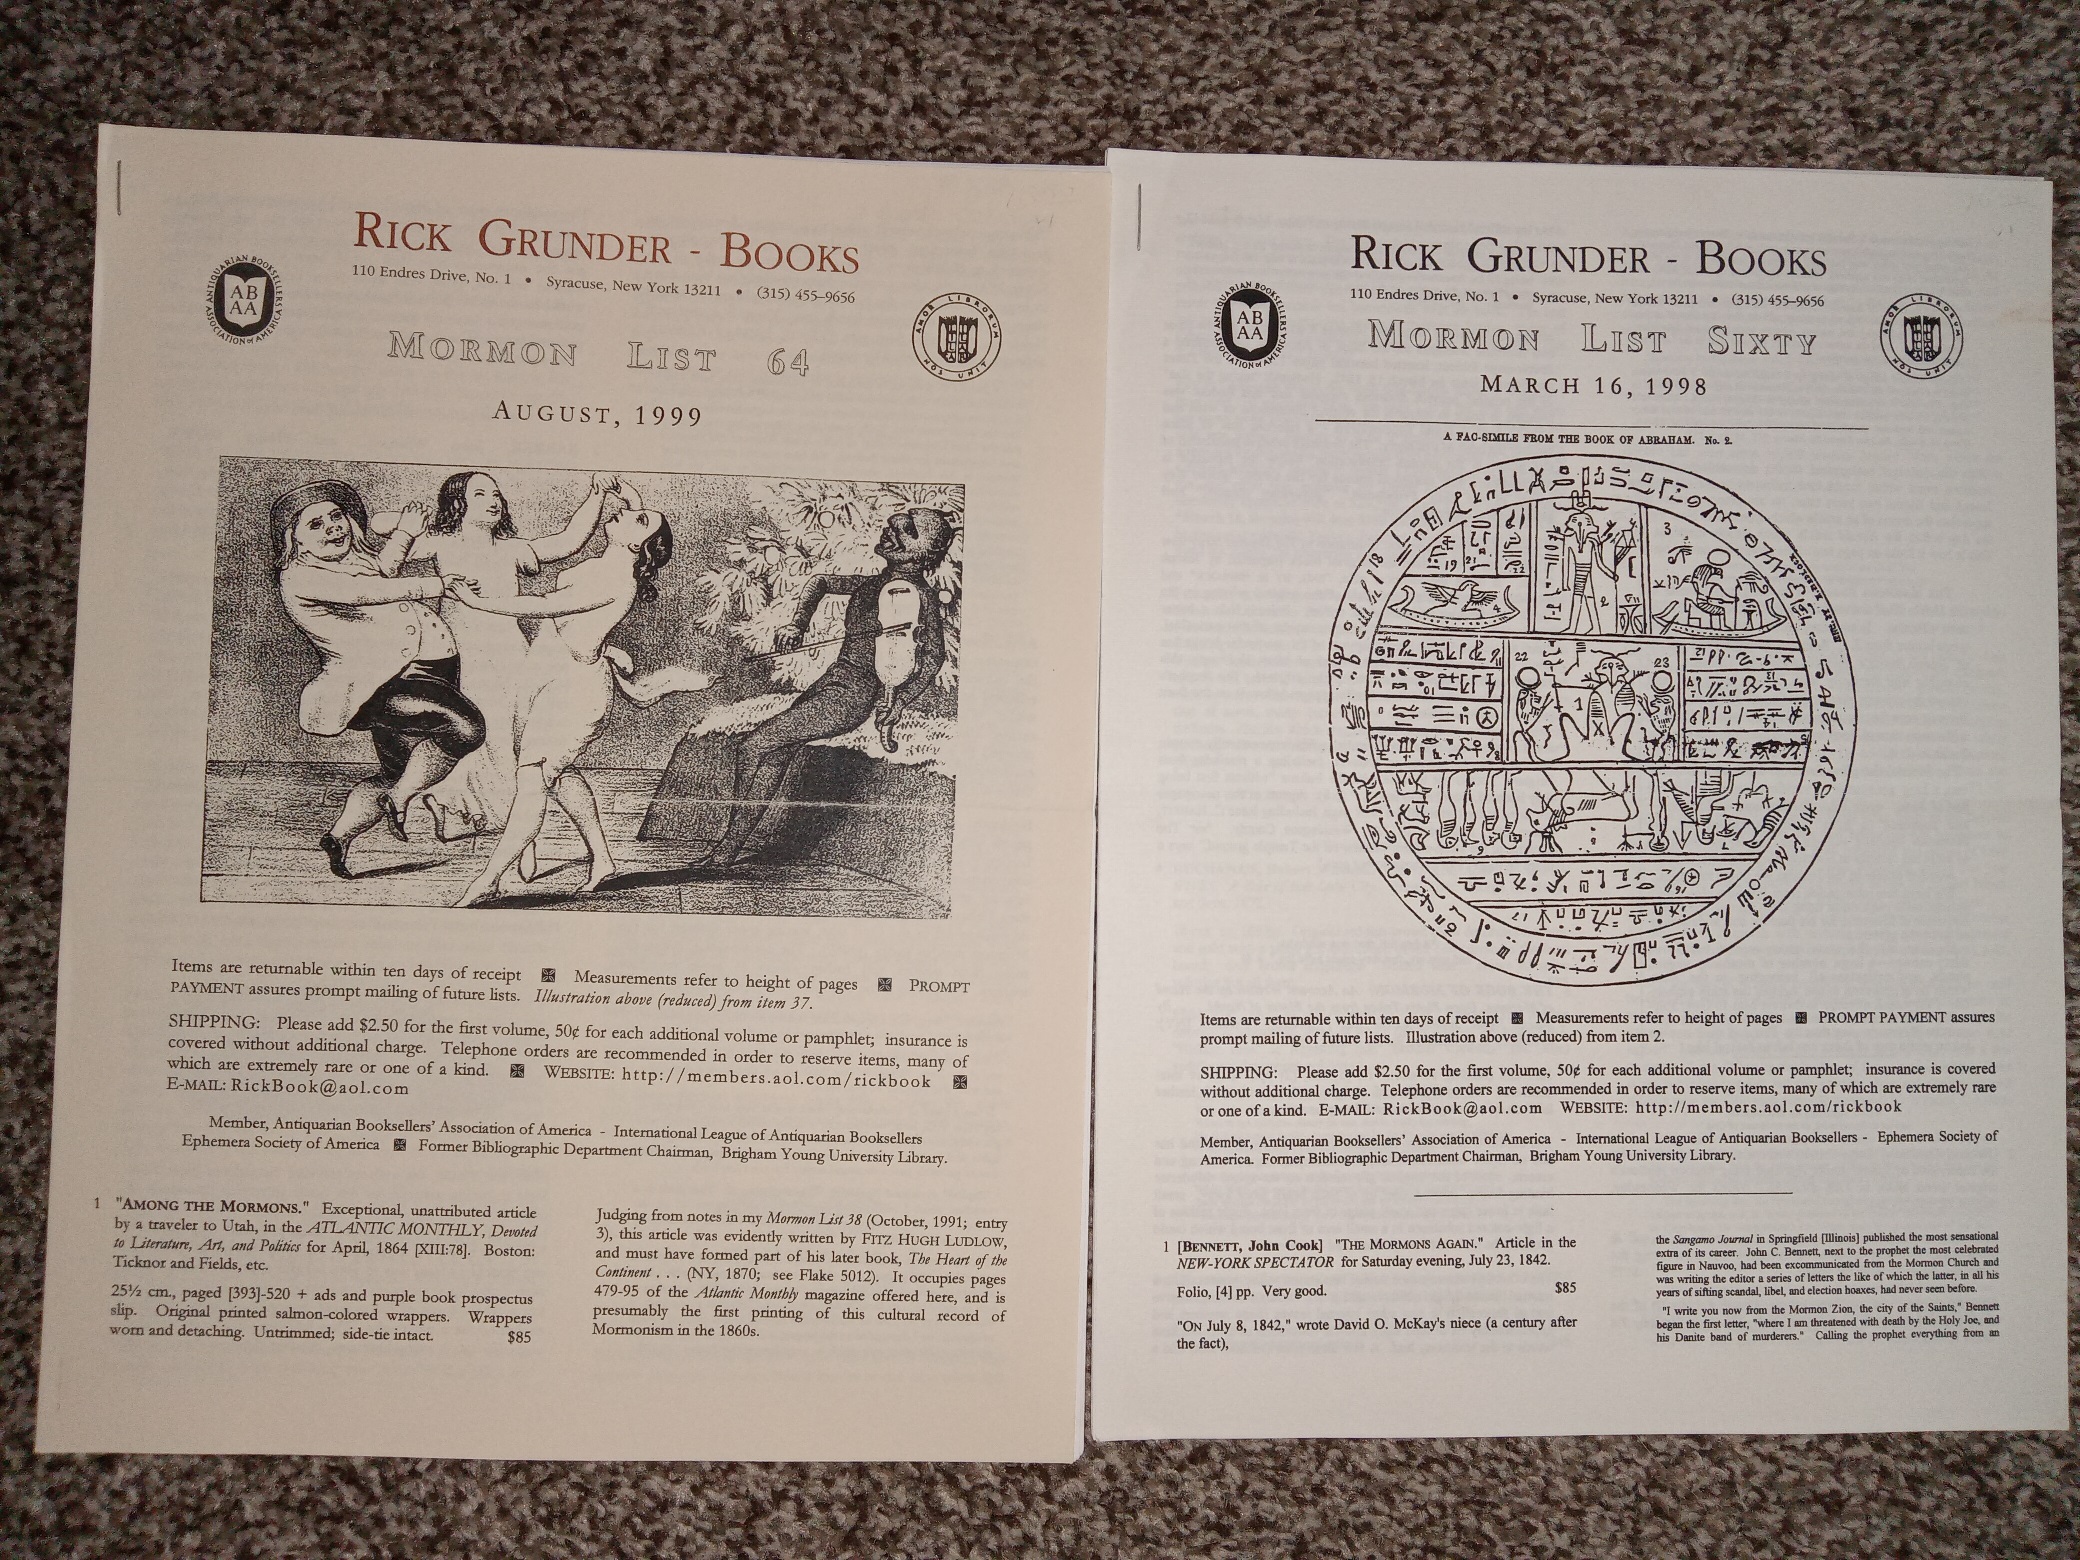 RICK GRUNDER - BOOKS
110 Endres Drive, No. 1 • Syracuse, New York 13211 • (315) 455–9656
ANTIQUARIAN BOOKSELLERS ASSOCIATION OF AMERICA
AB
AA
AMOR LIBRORUM NOS UNIT
MORMON LIST 64
AUGUST, 1999
Items are returnable within ten days of receipt Measurements refer to height of pages PROMPT
PAYMENT assures prompt mailing of future lists. Illustration above (reduced) from item 37.
SHIPPING: Please add $2.50 for the first volume, 50¢ for each additional volume or pamphlet; insurance is
covered without additional charge. Telephone orders are recommended in order to reserve items, many of
which are extremely rare or one of a kind. WEBSITE: http://members.aol.com/rickbook
E-MAIL: RickBook@aol.com
Member, Antiquarian Booksellers' Association of America - International League of Antiquarian Booksellers
Ephemera Society of America Former Bibliographic Department Chairman, Brigham Young University Library.
1 "AMONG THE MORMONS." Exceptional, unattributed article
by a traveler to Utah, in the ATLANTIC MONTHLY, Devoted
to Literature, Art, and Politics for April, 1864 [XIII:78]. Boston:
Ticknor and Fields, etc.
25½ cm., paged [393]-520 + ads and purple book prospectus
slip. Original printed salmon-colored wrappers. Wrappers
worn and detaching. Untrimmed; side-tie intact. $85
Judging from notes in my Mormon List 38 (October, 1991; entry
3), this article was evidently written by FITZ HUGH LUDLOW,
and must have formed part of his later book, The Heart of the
Continent . . . (NY, 1870; see Flake 5012). It occupies pages
479-95 of the Atlantic Monthly magazine offered here, and is
presumably the first printing of this cultural record of
Mormonism in the 1860s.
RICK GRUNDER - BOOKS
110 Endres Drive, No. 1 • Syracuse, New York 13211 • (315) 455–9656
ANTIQUARIAN BOOKSELLERS ASSOCIATION OF AMERICA
AB
AA
AMOR LIBRORUM NOS UNIT
MORMON LIST SIXTY
MARCH 16, 1998
A FAC-SIMILE FROM THE BOOK OF ABRAHAM. No. 2.
Items are returnable within ten days of receipt Measurements refer to height of pages PROMPT PAYMENT assures
prompt mailing of future lists. Illustration above (reduced) from item 2.
SHIPPING: Please add $2.50 for the first volume, 50¢ for each additional volume or pamphlet; insurance is covered
without additional charge. Telephone orders are recommended in order to reserve items, many of which are extremely rare
or one of a kind. E-MAIL: RickBook@aol.com WEBSITE: http://members.aol.com/rickbook
Member, Antiquarian Booksellers' Association of America - International League of Antiquarian Booksellers - Ephemera Society of
America. Former Bibliographic Department Chairman, Brigham Young University Library.
1 [BENNETT, John Cook] "THE MORMONS AGAIN." Article in the
NEW-YORK SPECTATOR for Saturday evening, July 23, 1842.
Folio, [4] pp. Very good. $85
"ON July 8, 1842," wrote David O. McKay's niece (a century after
the fact),
the Sangamo Journal in Springfield [Illinois] published the most sensational
extra of its career. John C. Bennett, next to the prophet the most celebrated
figure in Nauvoo, had been excommunicated from the Mormon Church and
was writing the editor a series of letters the like of which the latter, in all his
years of sifting scandal, libel, and election hoaxes, had never seen before.
"I write you now from the Mormon Zion, the city of the Saints," Bennett
began the first letter, "where I am threatened with death by the Holy Joe, and
his Danite band of murderers." Calling the prophet everything from an